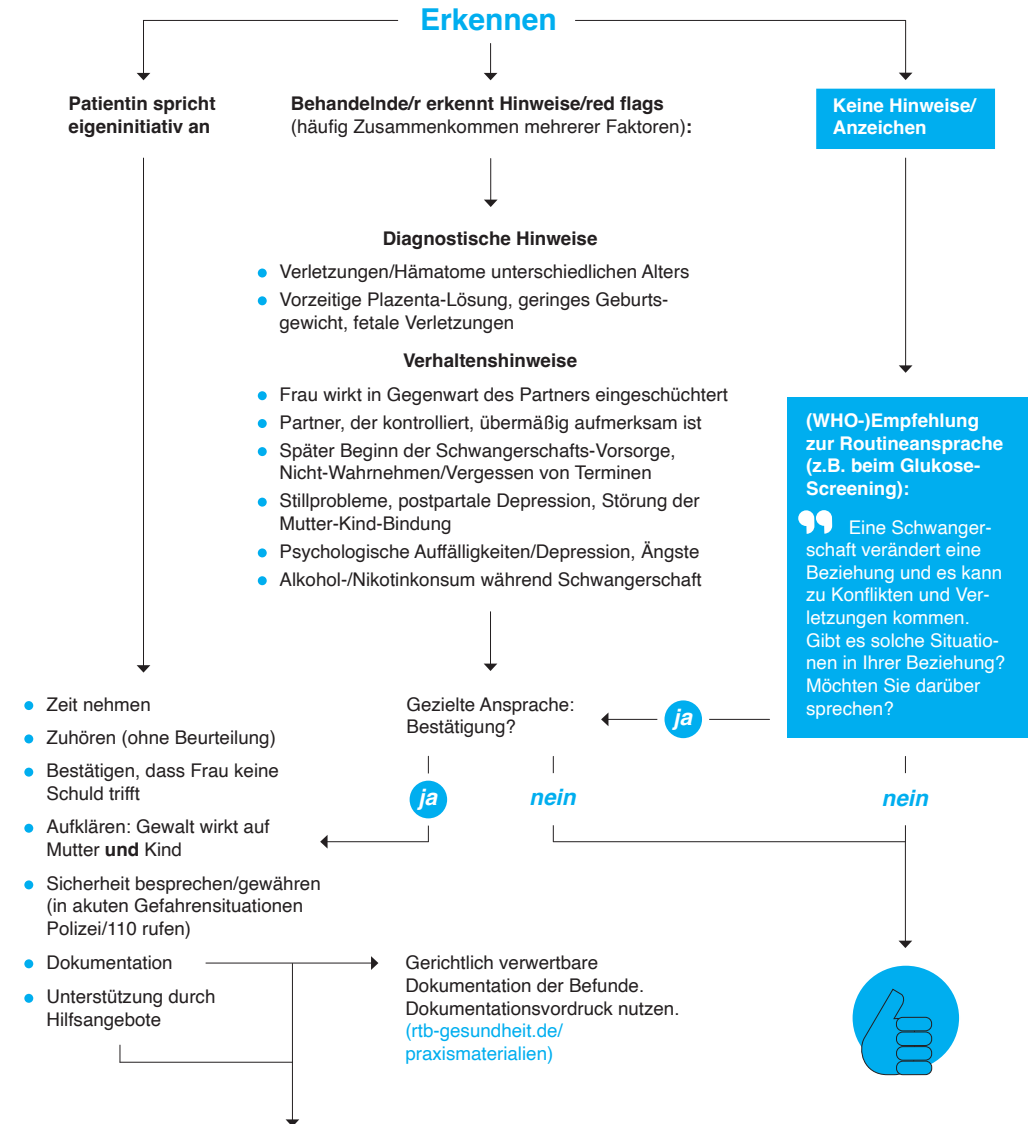 Erkennen
Patientin spricht
eigeninitiativ an
Behandelnde/r erkennt Hinweise/red flags
(häufig Zusammenkommen mehrerer Faktoren):
Keine Hinweise/
Anzeichen
Diagnostische Hinweise
Verletzungen/Hämatome unterschiedlichen Alters
Vorzeitige Plazenta-Lösung, geringes Geburts-
gewicht, fetale Verletzungen
Verhaltenshinweise
Frau wirkt in Gegenwart des Partners eingeschüchtert
Partner, der kontrolliert, übermäßig aufmerksam ist
Später Beginn der Schwangerschafts-Vorsorge,
Nicht-Wahrnehmen/Vergessen von Terminen
Stillprobleme, postpartale Depression, Störung der
Mutter-Kind-Bindung
Psychologische Auffälligkeiten/Depression, Ängste
Alkohol-/Nikotinkonsum während Schwangerschaft
(WHO-)Empfehlung
zur Routineansprache
(z.B. beim Glukose-
Screening):
Eine Schwanger-
schaft verändert eine
Beziehung und es kann
zu Konflikten und Ver-
letzungen kommen.
Gibt es solche Situatio-
nen in Ihrer Beziehung?
Möchten Sie darüber
sprechen?
Gezielte Ansprache:
Bestätigung?
ja
ja
nein
nein
Zeit nehmen
Zuhören (ohne Beurteilung)
Bestätigen, dass Frau keine
Schuld trifft
Aufklären: Gewalt wirkt auf
Mutter und Kind
Sicherheit besprechen/gewähren
(in akuten Gefahrensituationen
Polizei/110 rufen)
Dokumentation
Unterstützung durch
Hilfsangebote
Gerichtlich verwertbare
Dokumentation der Befunde.
Dokumentationsvordruck nutzen.
(rtb-gesundheit.de/
praxismaterialien)